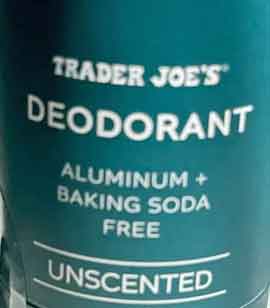 TRADER JOE'S®
DEODORANT
ALUMINUM +
BAKING SODA
FREE
UNSCENTED